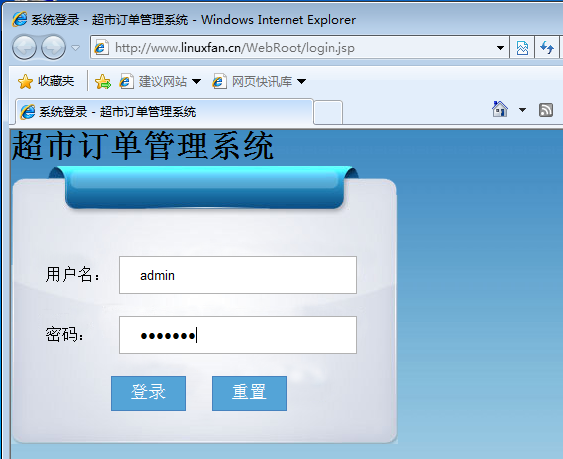 系统登录 - 超市订单管理系统 - Windows Internet Explorer
http://www.linuxfan.cn/WebRoot/login.jsp
收藏夹 建议网站 网页快讯库
系统登录 - 超市订单管理系统
超市订单管理系统
用户名： admin
密码： ●●●●●●●
登录 重置